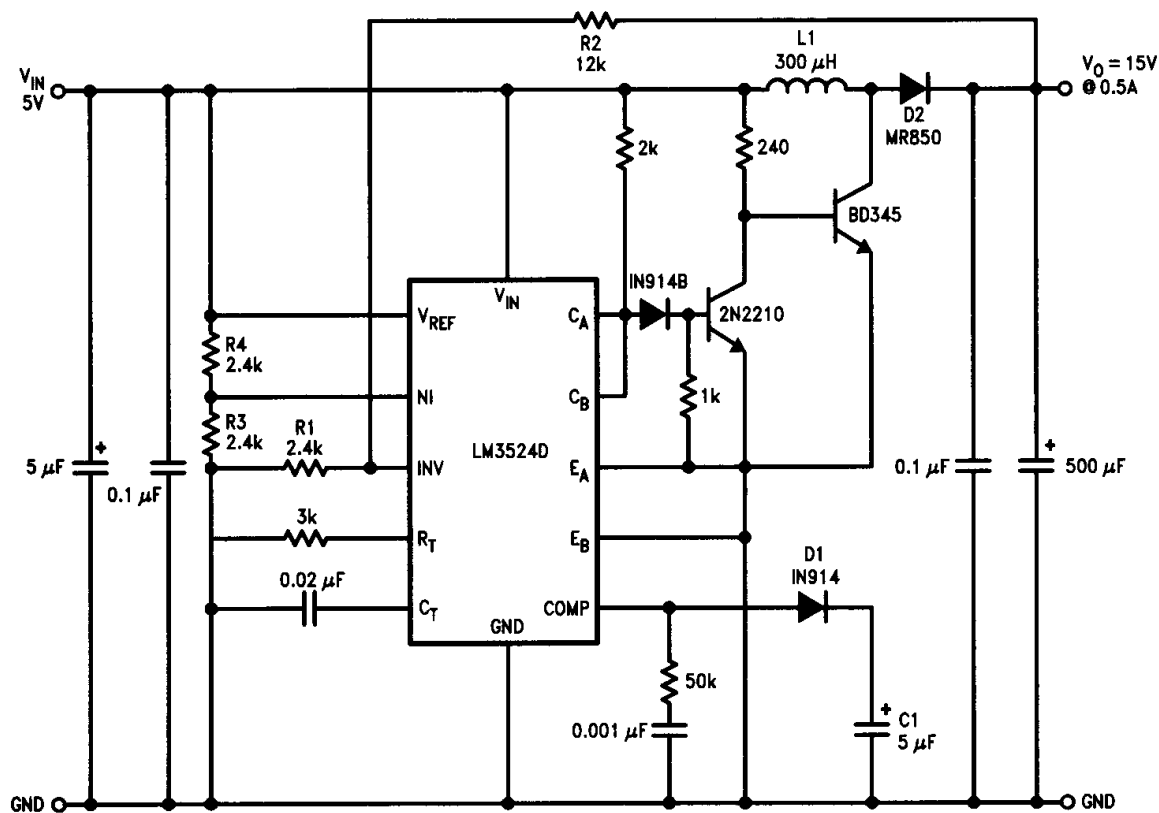 R2
12k
L1
300 μH
V_IN
5V
V_O = 15V
@ 0.5A
D2
MR850
2k
240
BD345
IN914B
2N2210
V_IN
V_REF
C_A
R4
2.4k
NI
C_B
1k
R3
2.4k
R1
2.4k
LM3524D
5 μF
+
0.1 μF
INV
E_A
0.1 μF
+
500 μF
3k
R_T
E_B
D1
IN914
0.02 μF
C_T
COMP
GND
50k
0.001 μF
+
C1
5 μF
GND
GND